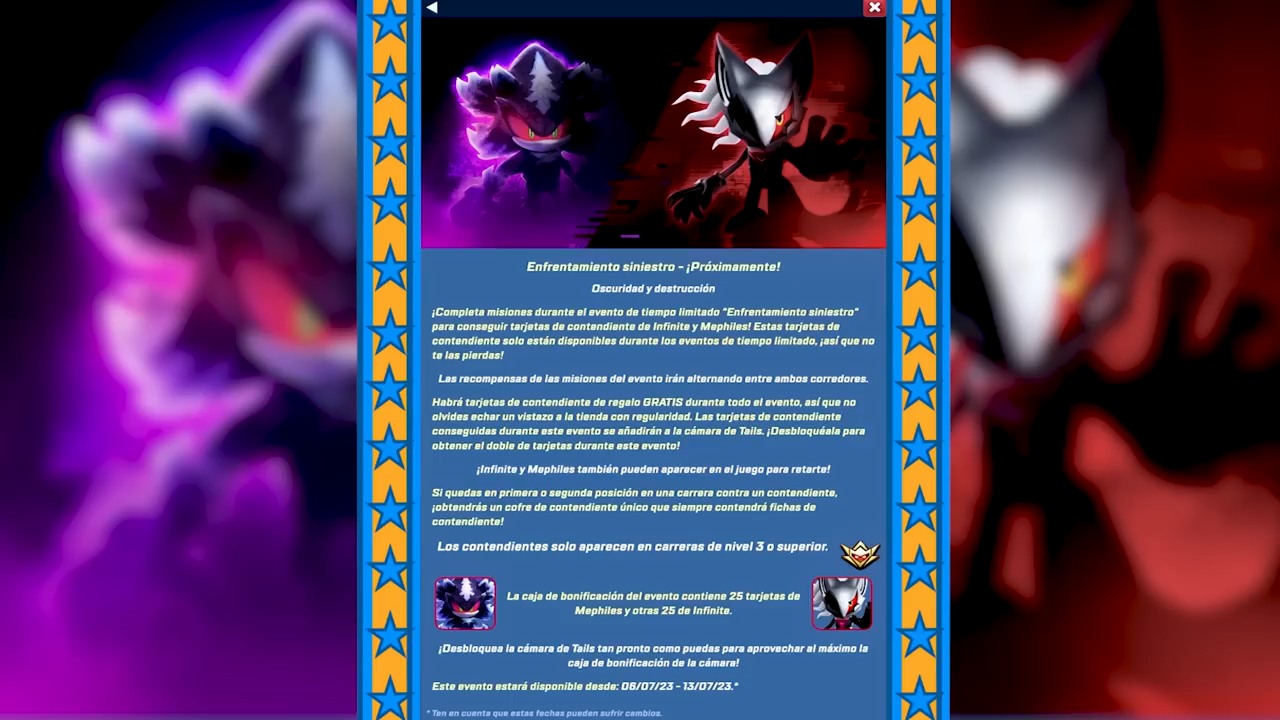 Enfrentamiento siniestro - ¡Próximamente!
Oscuridad y destrucción
¡Completa misiones durante el evento de tiempo limitado "Enfrentamiento siniestro"
para conseguir tarjetas de contendiente de Infinite y Mephiles! Estas tarjetas de
contendiente solo están disponibles durante los eventos de tiempo limitado, ¡así que no
te las pierdas!
Las recompensas de las misiones del evento irán alternando entre ambos corredores.
Habrá tarjetas de contendiente de regalo GRATIS durante todo el evento, así que no
olvides echar un vistazo a la tienda con regularidad. Las tarjetas de contendiente
conseguidas durante este evento se añadirán a la cámara de Tails. ¡Desbloquéala para
obtener el doble de tarjetas durante este evento!
¡Infinite y Mephiles también pueden aparecer en el juego para retarte!
Si quedas en primera o segunda posición en una carrera contra un contendiente,
¡obtendrás un cofre de contendiente único que siempre contendrá fichas de
contendiente!
Los contendientes solo aparecen en carreras de nivel 3 o superior.
La caja de bonificación del evento contiene 25 tarjetas de
Mephiles y otras 25 de Infinite.
¡Desbloquea la cámara de Tails tan pronto como puedas para aprovechar al máximo la
caja de bonificación de la cámara!
Este evento estará disponible desde: 06/07/23 - 13/07/23.*
* Ten en cuenta que estas fechas pueden sufrir cambios.